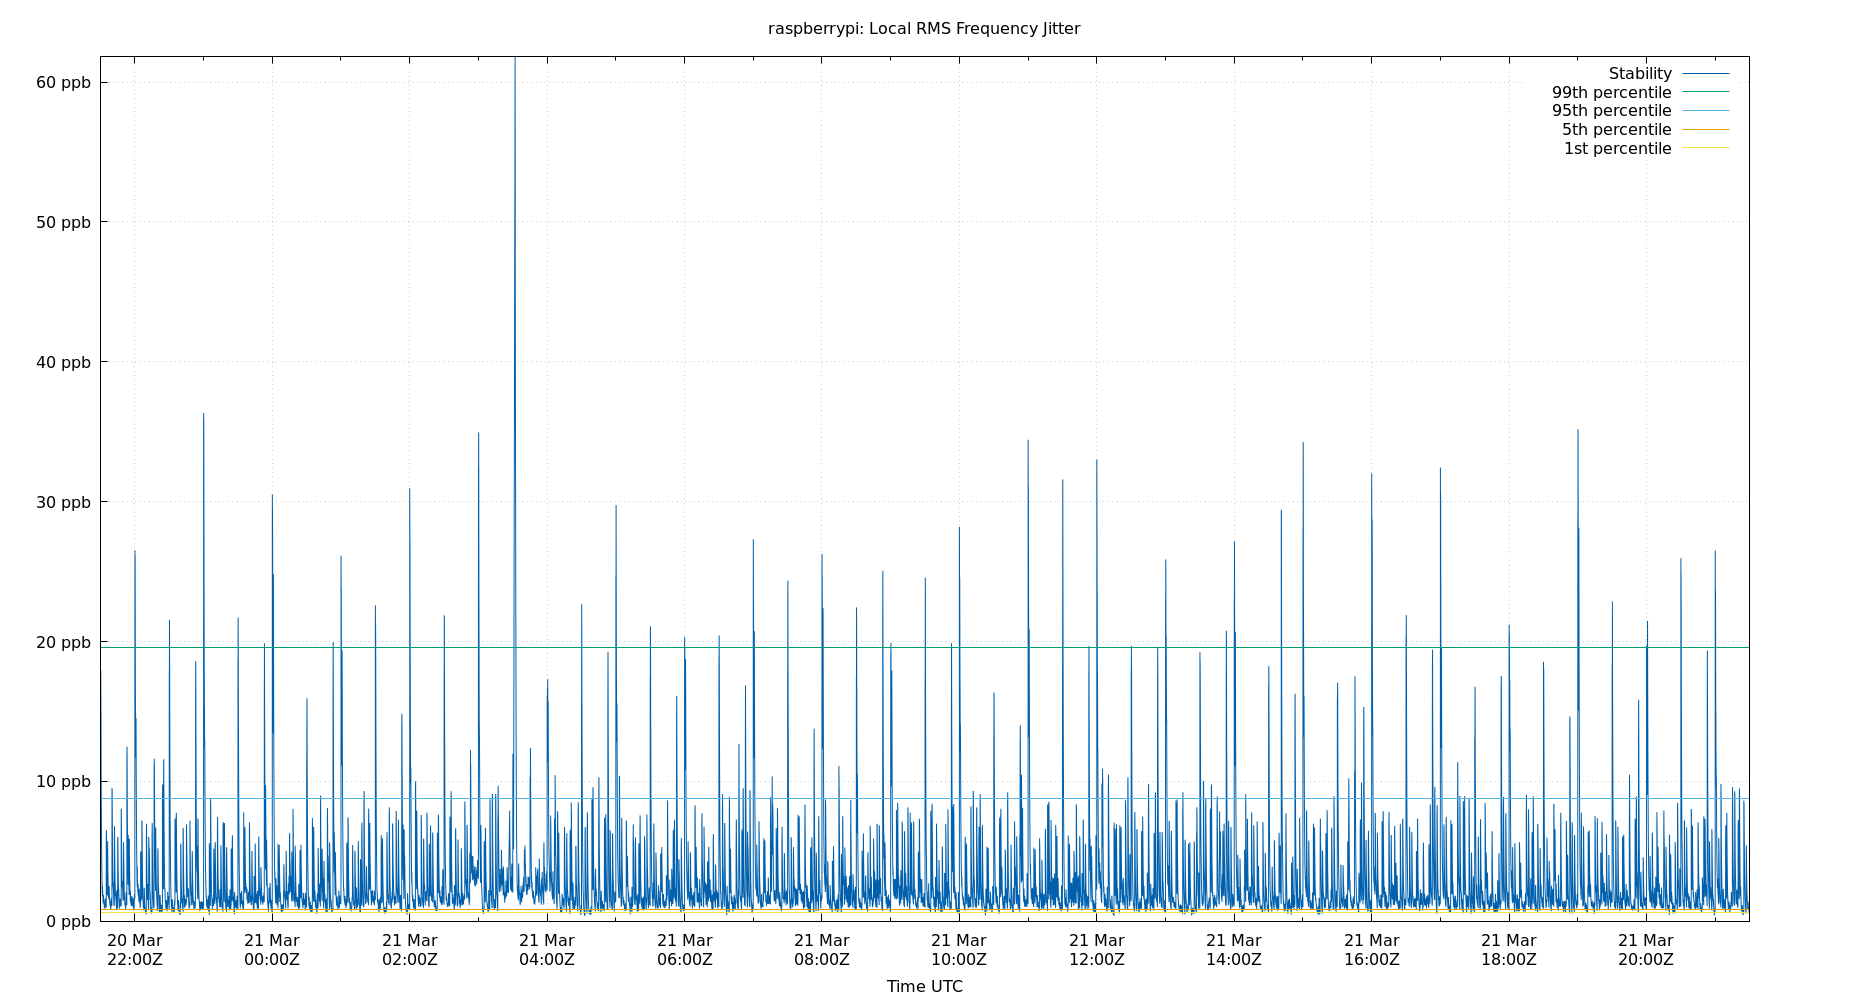 raspberrypi: Local RMS Frequency Jitter
60 ppb
50 ppb
40 ppb
30 ppb
20 ppb
10 ppb
0 ppb
Stability
99th percentile
95th percentile
5th percentile
1st percentile
20 Mar 21 Mar 21 Mar 21 Mar 21 Mar 21 Mar 21 Mar 21 Mar 21 Mar 21 Mar 21 Mar 21 Mar
22:00Z 00:00Z 02:00Z 04:00Z 06:00Z 08:00Z 10:00Z 12:00Z 14:00Z 16:00Z 18:00Z 20:00Z
Time UTC